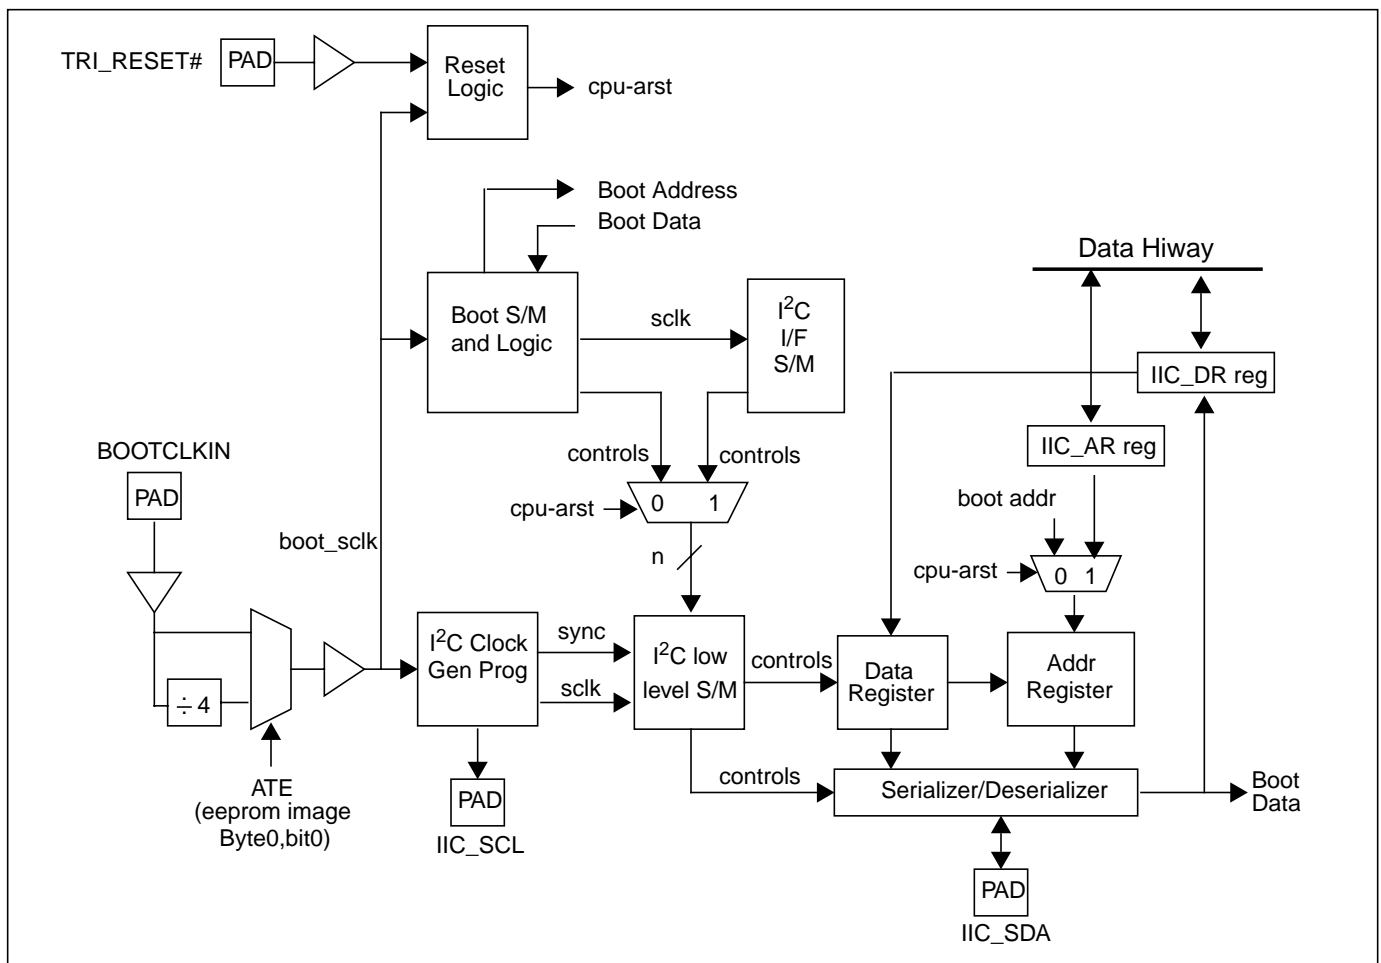 TRI_RESET#
PAD
Reset
Logic
cpu-arst
Boot Address
Boot Data
Data Hiway
Boot S/M
and Logic
sclk
I²C
I/F
S/M
IIC_DR reg
IIC_AR reg
BOOTCLKIN
PAD
controls
controls
cpu-arst
0 1
boot addr
boot_sclk
n
cpu-arst
0 1
I²C Clock
Gen Prog
sync
sclk
I²C low
level S/M
controls
Data
Register
Addr
Register
÷4
ATE
(eeprom image
Byte0,bit0)
PAD
IIC_SCL
controls
Serializer/Deserializer
Boot
Data
PAD
IIC_SDA